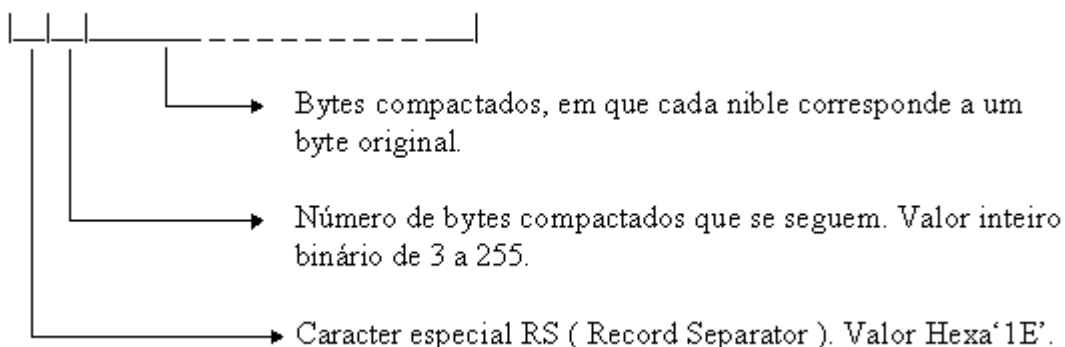 Bytes compactados, em que cada nible corresponde a um
byte original.
Número de bytes compactados que se seguem. Valor inteiro
binário de 3 a 255.
Caracter especial RS ( Record Separator ). Valor Hexa‘ 1E’.